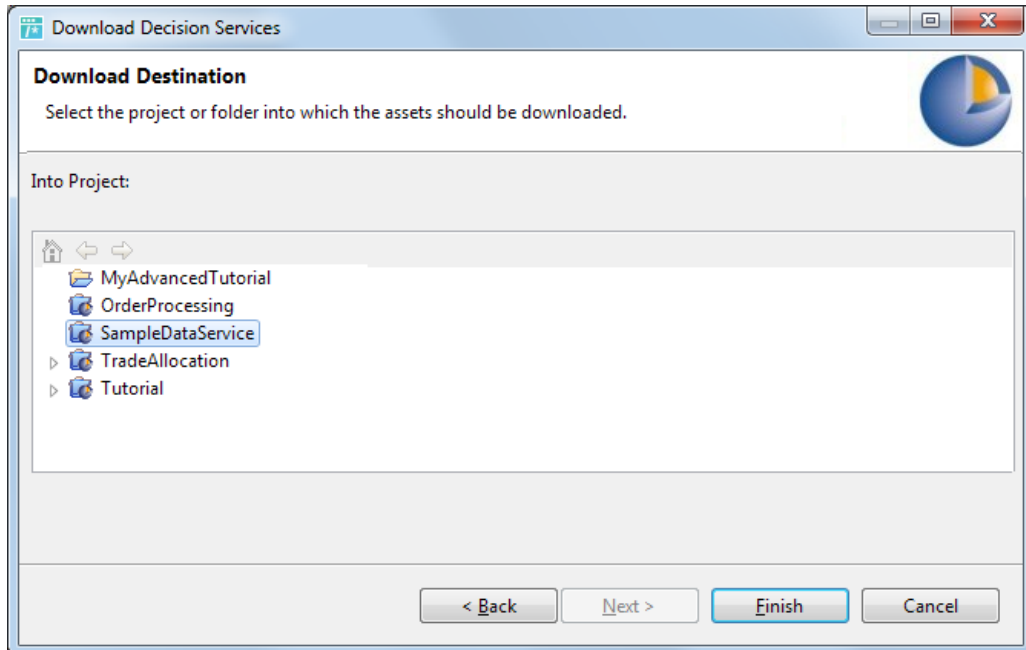 Download Decision Services
Download Destination
Select the project or folder into which the assets should be downloaded.
Into Project:
MyAdvancedTutorial
OrderProcessing
SampleDataService
TradeAllocation
Tutorial
< Back Next > Finish Cancel